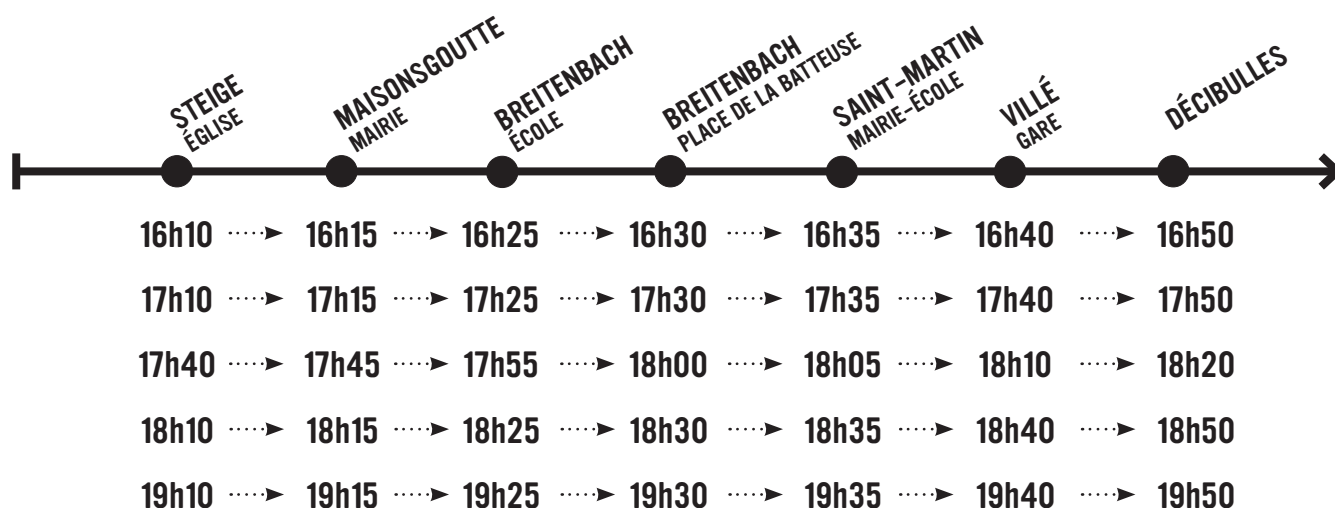 STEIGE
ÉGLISE
MAISONSGOUTTE
MAIRIE
BREITENBACH
ÉCOLE
BREITENBACH
PLACE DE LA BATTEUSE
SAINT-MARTIN
MAIRIE-ÉCOLE
VILLÉ
GARE
DÉCIBULLES
16h10 16h15 16h25 16h30 16h35 16h40 16h50
17h10 17h15 17h25 17h30 17h35 17h40 17h50
17h40 17h45 17h55 18h00 18h05 18h10 18h20
18h10 18h15 18h25 18h30 18h35 18h40 18h50
19h10 19h15 19h25 19h30 19h35 19h40 19h50